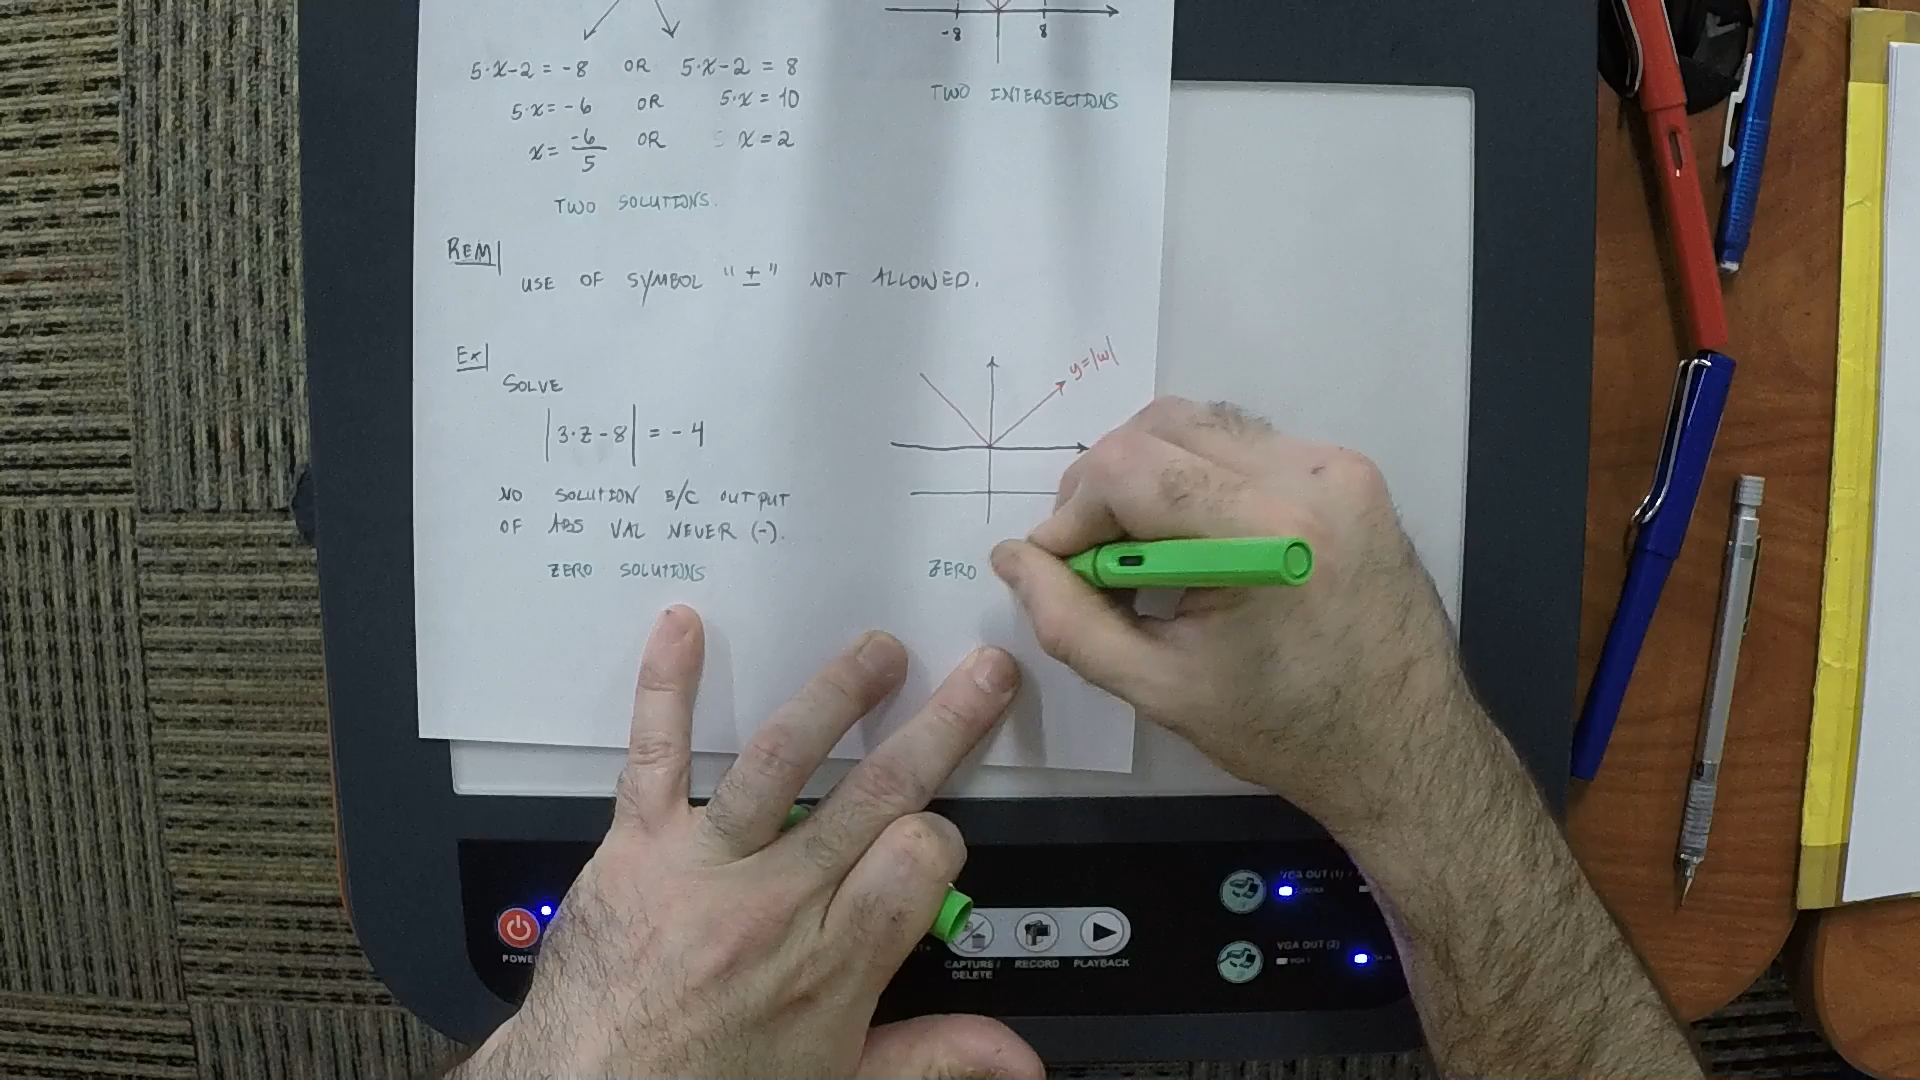 -8 8
5·x-2 = -8 OR 5·x-2 = 8
TWO INTERSECTIONS
5·x = -6 OR 5·x = 10
x = -6/5 OR x = 2
TWO SOLUTIONS.
REM
USE OF SYMBOL "±" NOT ALLOWED.
Ex
SOLVE
y=|w|
|3·z-8| = -4
NO SOLUTION B/C OUTPUT
OF ABS VAL NEVER (-).
ZERO SOLUTIONS
ZERO
POWE
CAPTURE /
DELETE
RECORD
PLAYBACK
VGA OUT (1)
VGA OUT (2)